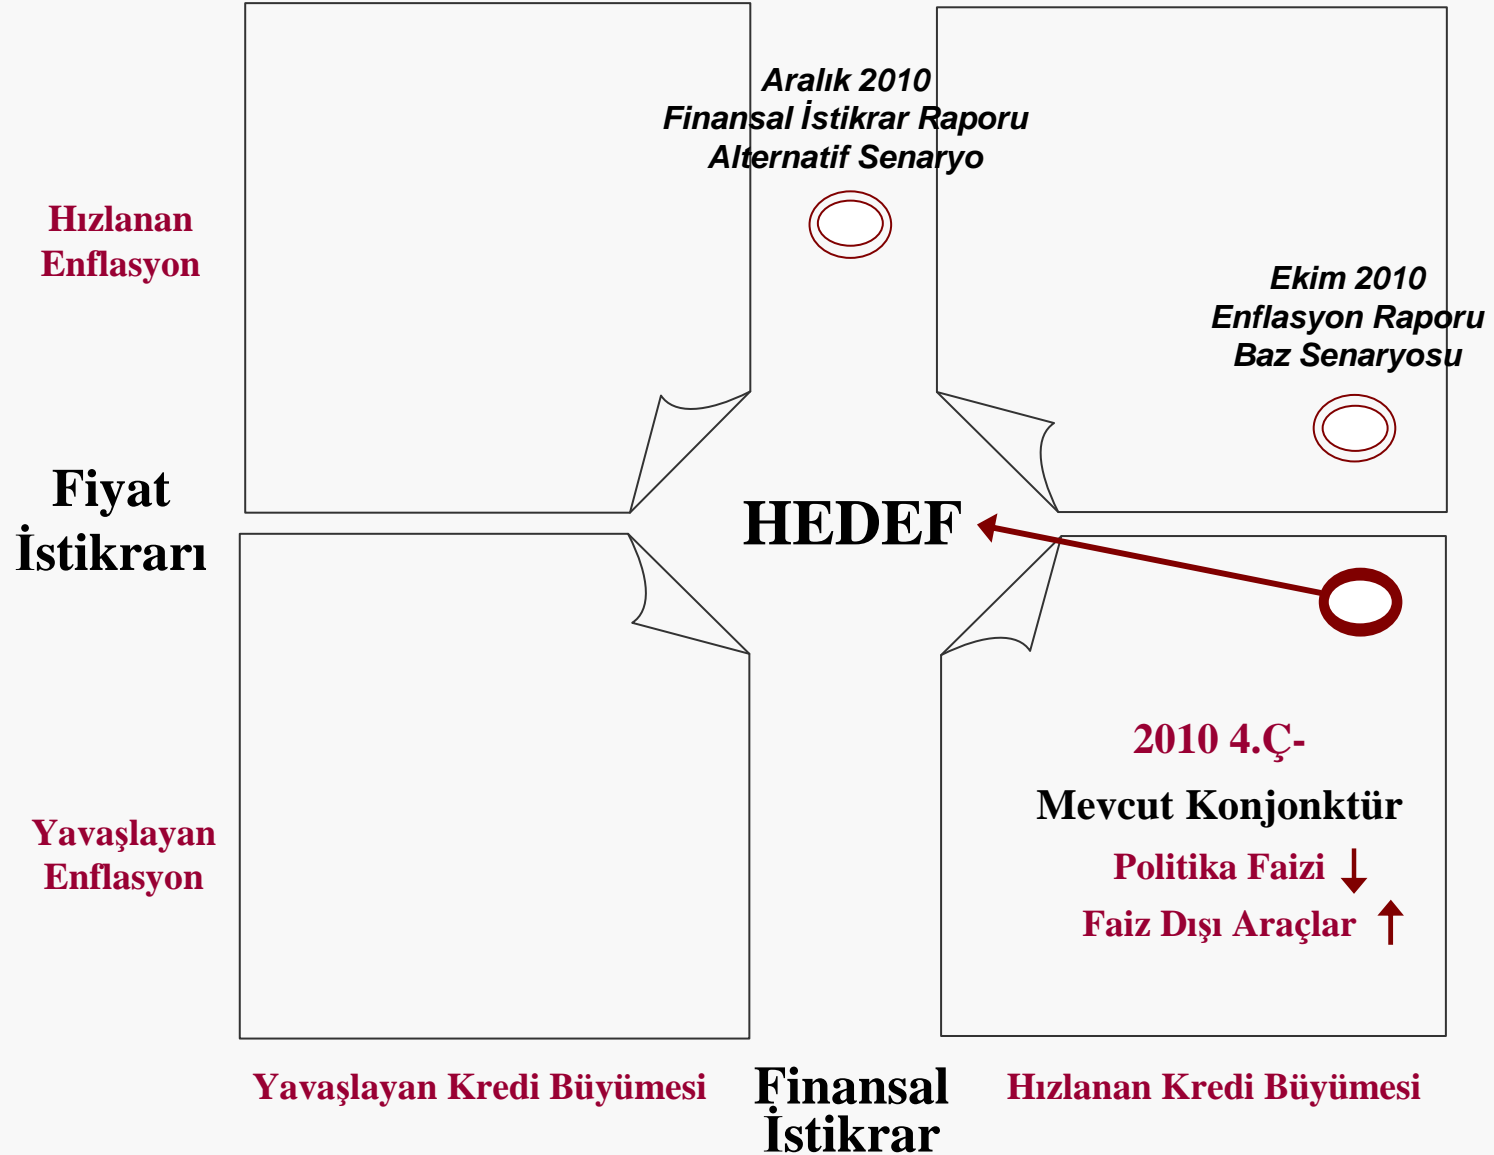 Aralık 2010
Finansal İstikrar Raporu
Alternatif Senaryo
Hızlanan
Enflasyon
Ekim 2010
Enflasyon Raporu
Baz Senaryosu
Fiyat
İstikrarı
HEDEF
2010 4.Ç-
Mevcut Konjonktür
Politika Faizi
Faiz Dışı Araçlar
Yavaşlayan
Enflasyon
Yavaşlayan Kredi Büyümesi
Finansal
İstikrar
Hızlanan Kredi Büyümesi